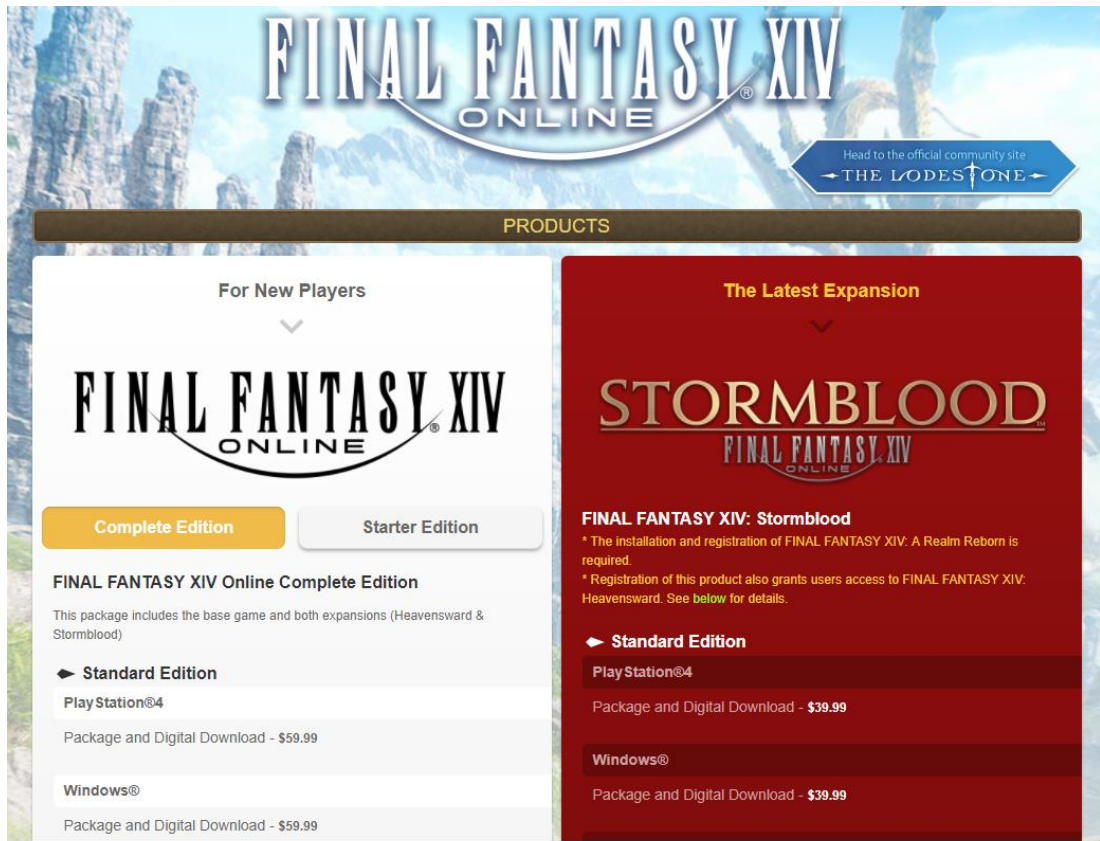 FINAL FANTASY® XIV
ONLINE
Head to the official community site
THE LODESTONE
PRODUCTS
For New Players
FINAL FANTASY® XIV
ONLINE
Complete Edition
Starter Edition
FINAL FANTASY XIV Online Complete Edition
This package includes the base game and both expansions (Heavensward &
Stormblood)
Standard Edition
PlayStation®4
Package and Digital Download - $59.99
Windows®
Package and Digital Download - $59.99
The Latest Expansion
STORMBLOOD™
FINAL FANTASY® XIV
ONLINE
FINAL FANTASY XIV: Stormblood
* The installation and registration of FINAL FANTASY XIV: A Realm Reborn is
required.
* Registration of this product also grants users access to FINAL FANTASY XIV:
Heavensward. See below for details.
Standard Edition
PlayStation®4
Package and Digital Download - $39.99
Windows®
Package and Digital Download - $39.99